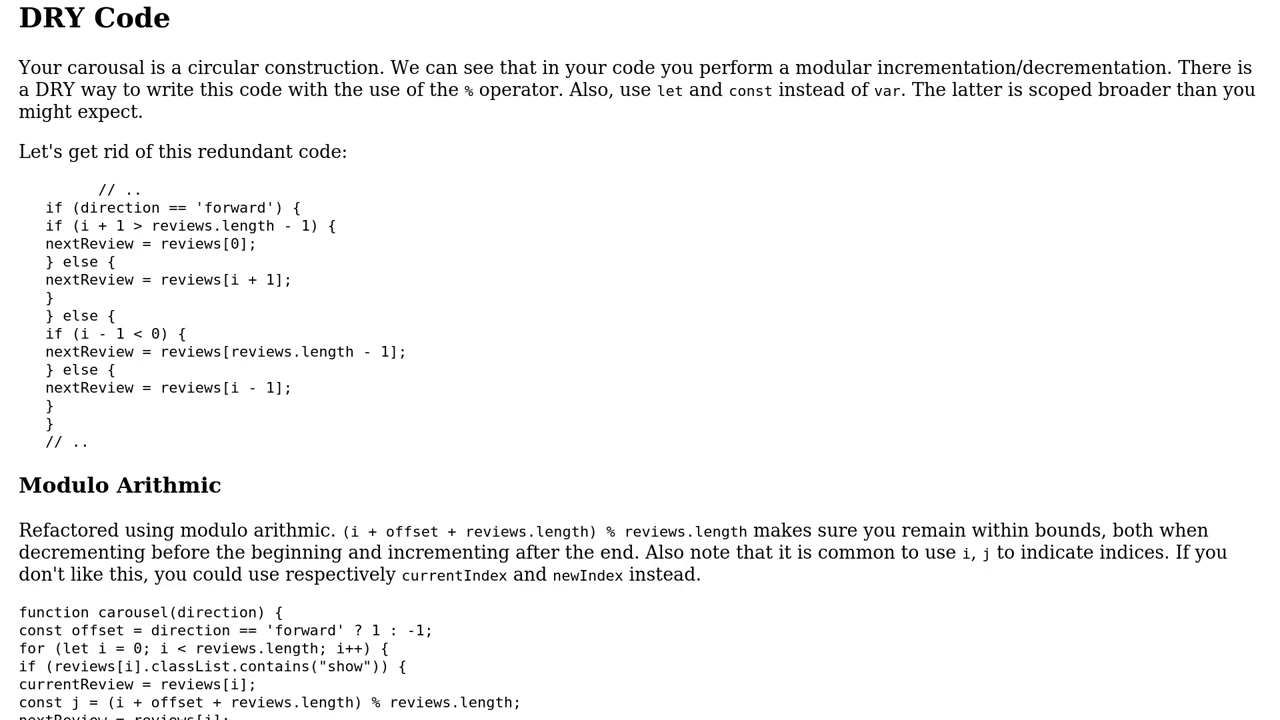 DRY Code
Your carousal is a circular construction. We can see that in your code you perform a modular incrementation/decrementation. There is
a DRY way to write this code with the use of the % operator. Also, use let and const instead of var. The latter is scoped broader than you
might expect.
Let's get rid of this redundant code:
// ..
if (direction == 'forward') {
if (i + 1 > reviews.length - 1) {
nextReview = reviews[0];
} else {
nextReview = reviews[i + 1];
}
} else {
if (i - 1 < 0) {
nextReview = reviews[reviews.length - 1];
} else {
nextReview = reviews[i - 1];
}
}
// ..
Modulo Arithmic
Refactored using modulo arithmic. (i + offset + reviews.length) % reviews.length makes sure you remain within bounds, both when
decrementing before the beginning and incrementing after the end. Also note that it is common to use i, j to indicate indices. If you
don't like this, you could use respectively currentIndex and newIndex instead.
function carousel(direction) {
const offset = direction == 'forward' ? 1 : -1;
for (let i = 0; i < reviews.length; i++) {
if (reviews[i].classList.contains("show")) {
currentReview = reviews[i];
const j = (i + offset + reviews.length) % reviews.length;
nextReview = reviews[j];